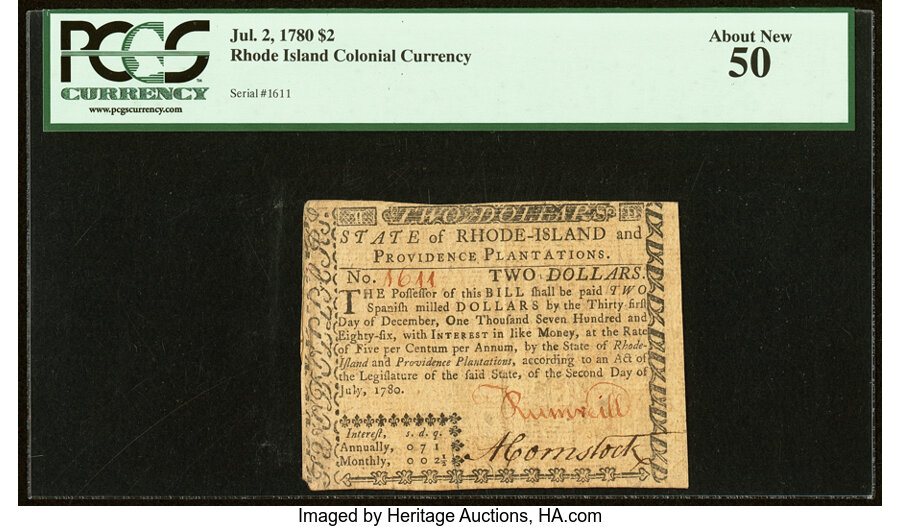 PCGS
CURRENCY
www.pcgscurrency.com
Jul. 2, 1780 $2
Rhode Island Colonial Currency
Serial #1611
About New
50
TWO DOLLARS
STATE of RHODE-ISLAND and
PROVIDENCE PLANTATIONS.
No. 1611 TWO DOLLARS.
THE Poſſeſſor of this BILL ſhall be paid TWO
Spaniſh milled DOLLARS by the Thirty-firſt
Day of December, One Thouſand Seven Hundred and
Eighty-ſix, with INTEREST in like Money, at the Rate
of Five per Centum per Annum, by the State of Rhode-
Iſland and Providence Plantations, according to an Act of
the Legiſlature of the ſaid State, of the Second Day of
July, 1780.
Rumreill
Intereſt, s. d. q.
Annually, 0 7 1
Monthly, 0 0 2½
Comstock
Imaged by Heritage Auctions, HA.com